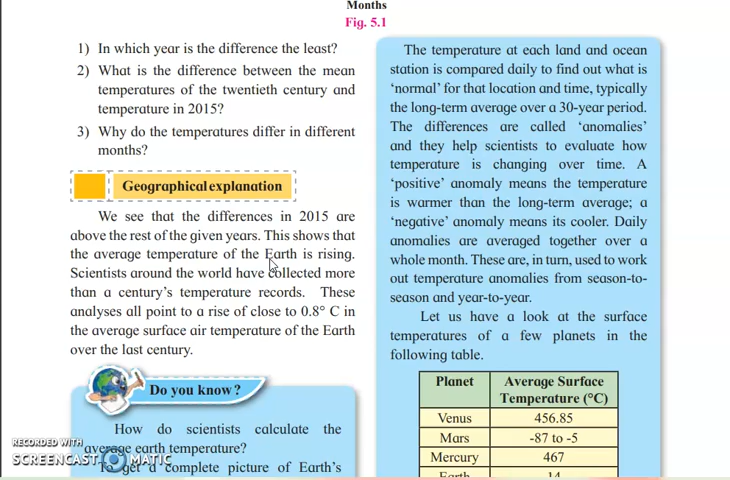 Months
Fig. 5.1
1) In which year is the difference the least?
2) What is the difference between the mean
temperatures of the twentieth century and
temperature in 2015?
3) Why do the temperatures differ in different
months?
Geographical explanation
We see that the differences in 2015 are
above the rest of the given years. This shows that
the average temperature of the Earth is rising.
Scientists around the world have collected more
than a century's temperature records. These
analyses all point to a rise of close to 0.8° C in
the average surface air temperature of the Earth
over the last century.
Do you know?
How do scientists calculate the
average earth temperature?
To get a complete picture of Earth's
The temperature at each land and ocean
station is compared daily to find out what is
'normal' for that location and time, typically
the long-term average over a 30-year period.
The differences are called 'anomalies'
and they help scientists to evaluate how
temperature is changing over time. A
'positive' anomaly means the temperature
is warmer than the long-term average; a
'negative' anomaly means its cooler. Daily
anomalies are averaged together over a
whole month. These are, in turn, used to work
out temperature anomalies from season-to-
season and year-to-year.
Let us have a look at the surface
temperatures of a few planets in the
following table.
Planet Average Surface
Temperature (°C)
Venus 456.85
Mars -87 to -5
Mercury 467
Earth 14
RECORDED WITH
SCREENCAST MATIC